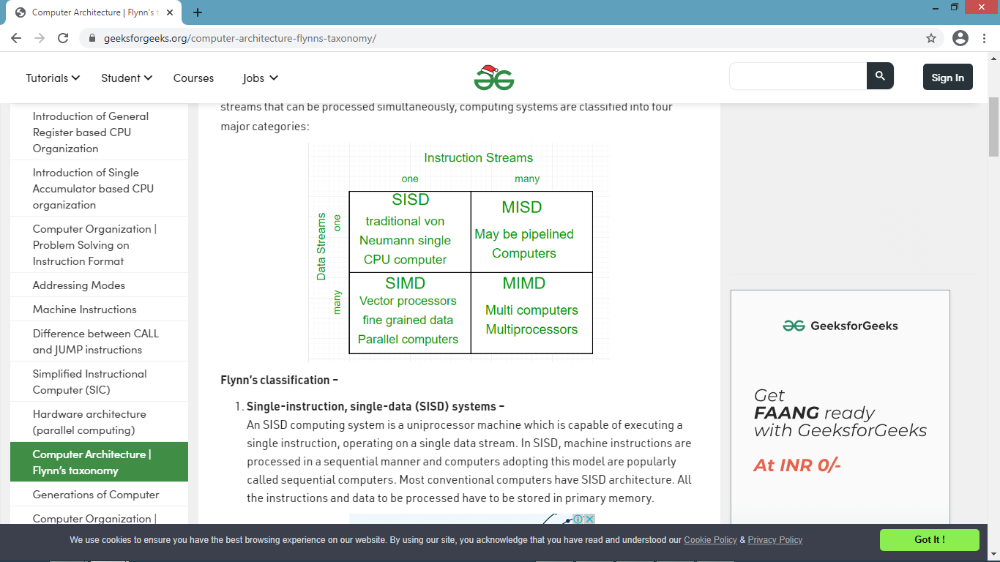 Computer Architecture | Flynn's t
geeksforgeeks.org/computer-architecture-flynns-taxonomy/
Tutorials
Student
Courses
Jobs
Sign In
Introduction of General
Register based CPU
Organization
Introduction of Single
Accumulator based CPU
organization
Computer Organization |
Problem Solving on
Instruction Format
Addressing Modes
Machine Instructions
Difference between CALL
and JUMP instructions
Simplified Instructional
Computer (SIC)
Hardware architecture
(parallel computing)
Computer Architecture |
Flynn’s taxonomy
Generations of Computer
Computer Organization |
streams that can be processed simultaneously, computing systems are classified into four
major categories:
Instruction Streams
one
many
Data Streams
one
many
SISD
traditional von
Neumann single
CPU computer
MISD
May be pipelined
Computers
SIMD
Vector processors
fine grained data
Parallel computers
MIMD
Multi computers
Multiprocessors
Flynn’s classification –
1. Single-instruction, single-data (SISD) systems –
An SISD computing system is a uniprocessor machine which is capable of executing a
single instruction, operating on a single data stream. In SISD, machine instructions are
processed in a sequential manner and computers adopting this model are popularly
called sequential computers. Most conventional computers have SISD architecture. All
the instructions and data to be processed have to be stored in primary memory.
GeeksforGeeks
Get
FAANG ready
with GeeksforGeeks
At INR 0/-
We use cookies to ensure you have the best browsing experience on our website. By using our site, you acknowledge that you have read and understood our Cookie Policy & Privacy Policy
Got It !